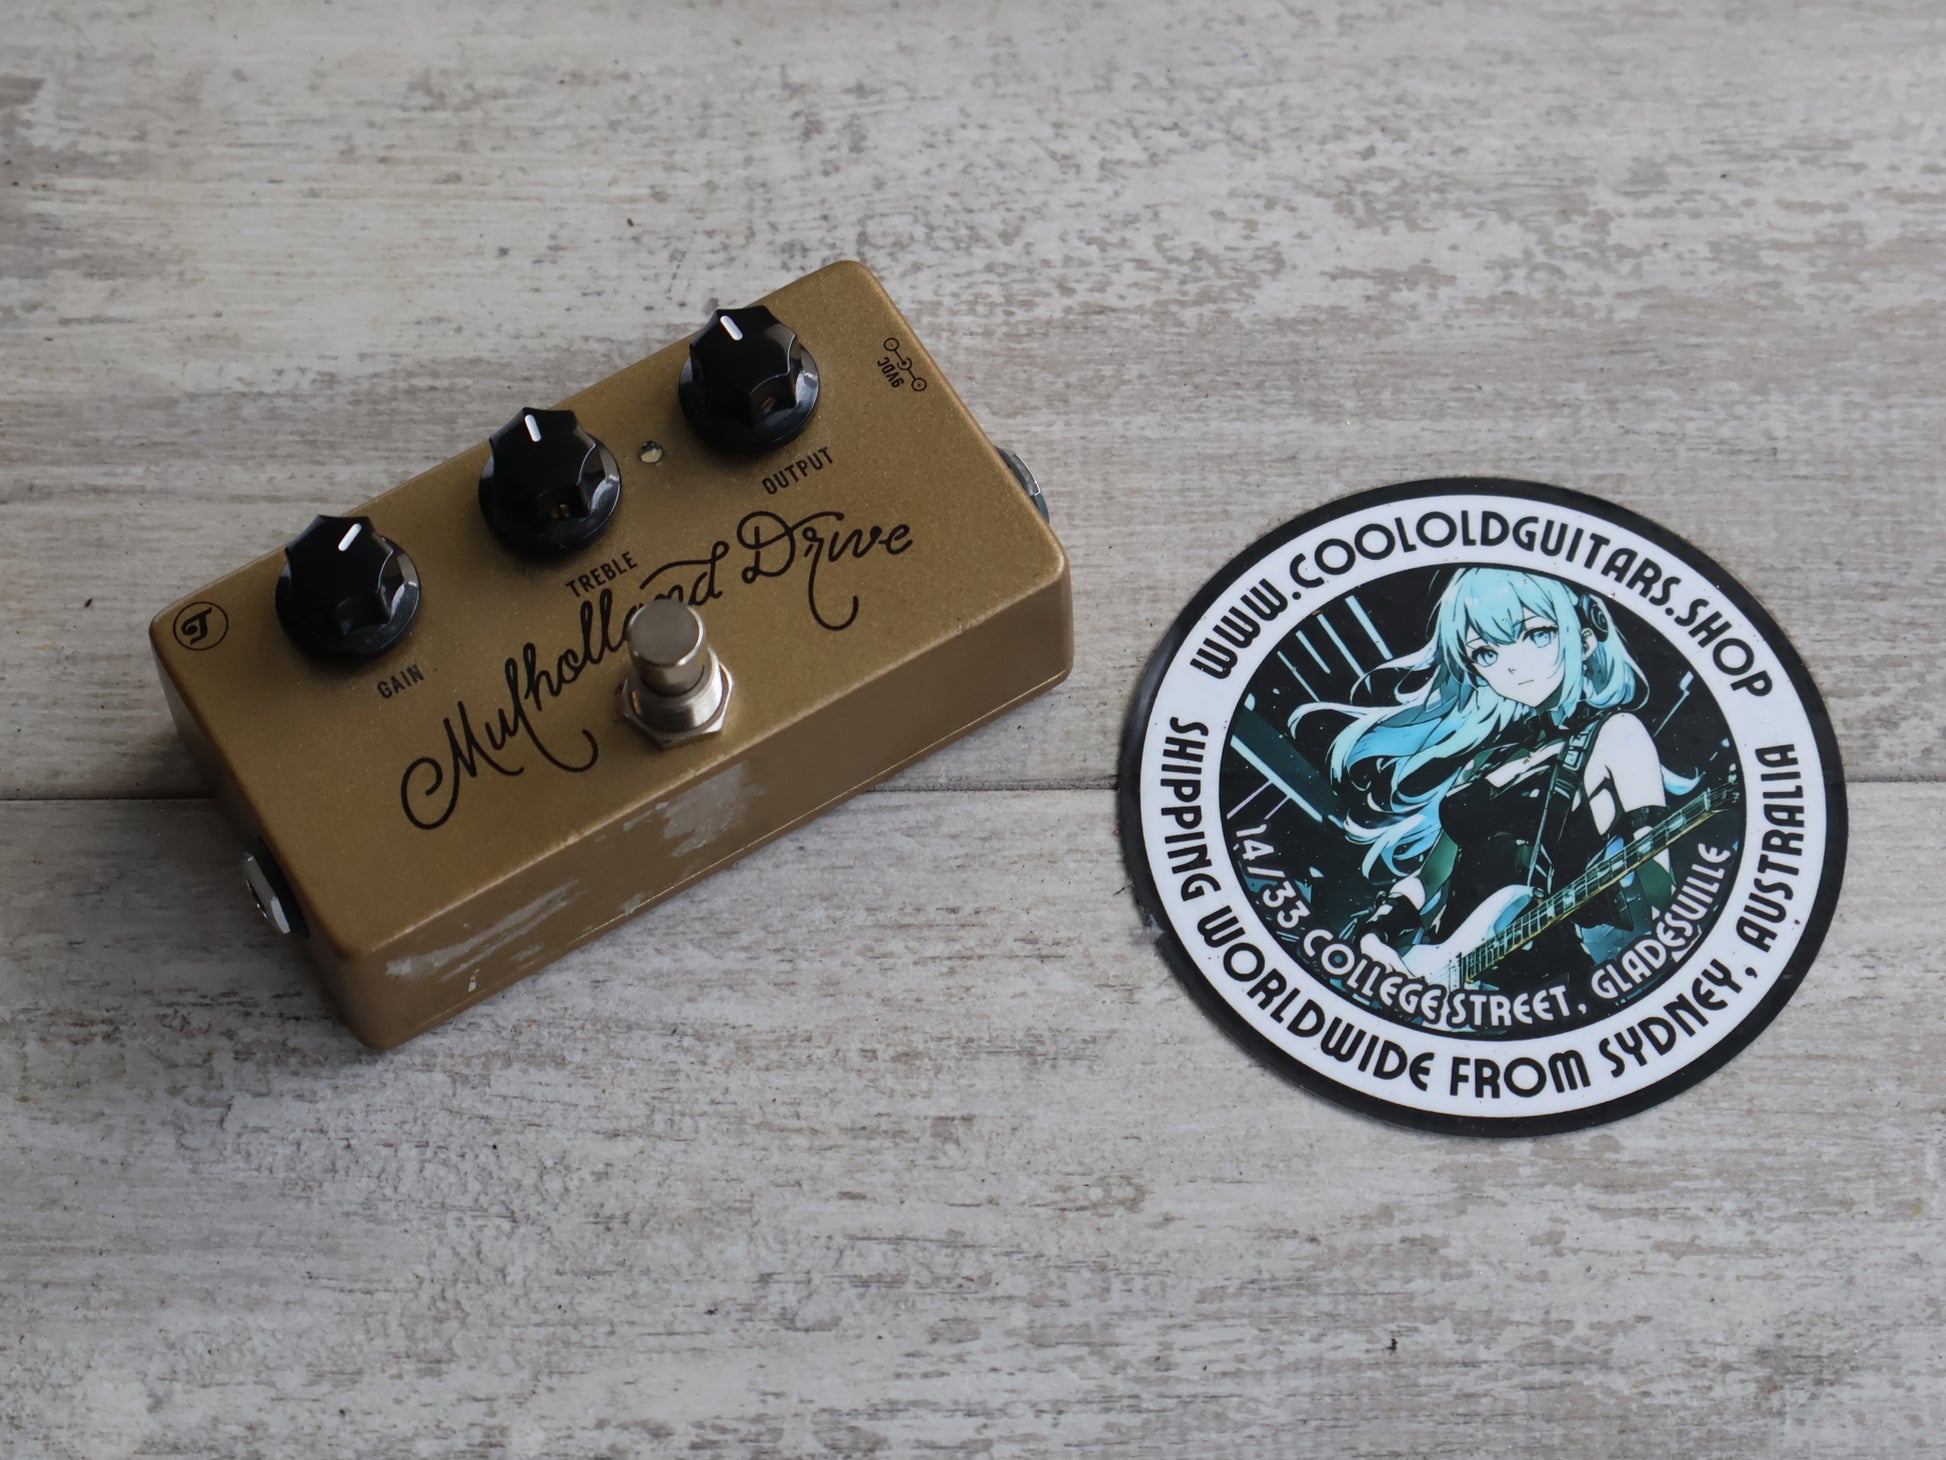 OUTPUT
9VDC
TREBLE
GAIN
Mulholland Drive
WWW.COOLOLDGUITARS.SHOP
14/33 COLLEGE STREET, GLADESVILLE
SHIPPING WORLDWIDE FROM SYDNEY, AUSTRALIA